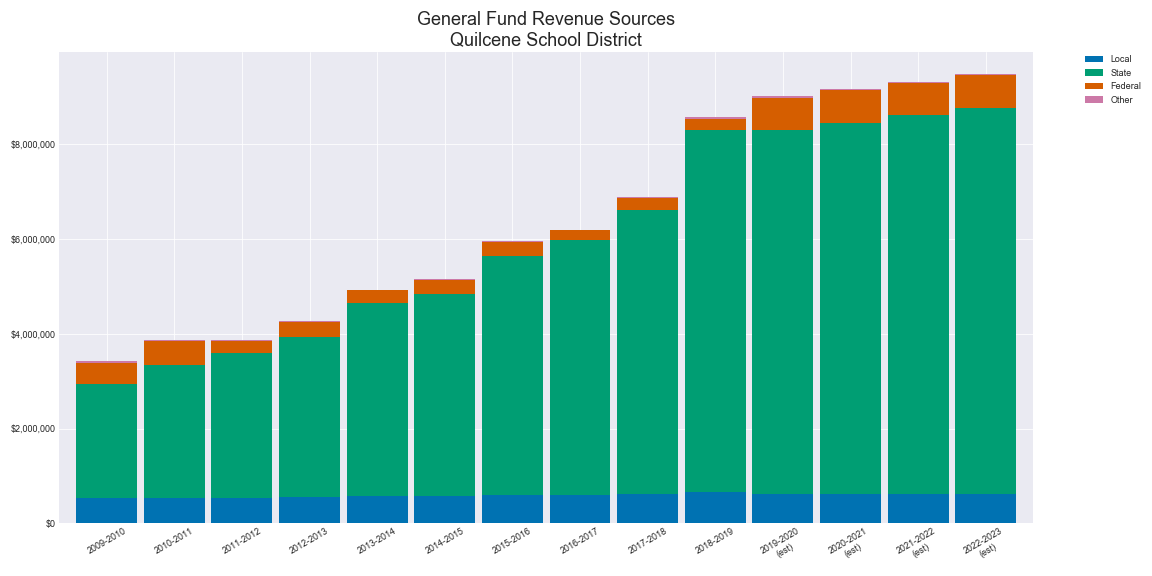 General Fund Revenue Sources
Quilcene School District
Local
State
Federal
Other
$8,000,000
$6,000,000
$4,000,000
$2,000,000
$0
2009-2010
2010-2011
2011-2012
2012-2013
2013-2014
2014-2015
2015-2016
2016-2017
2017-2018
2018-2019
2019-2020
(est)
2020-2021
(est)
2021-2022
(est)
2022-2023
(est)